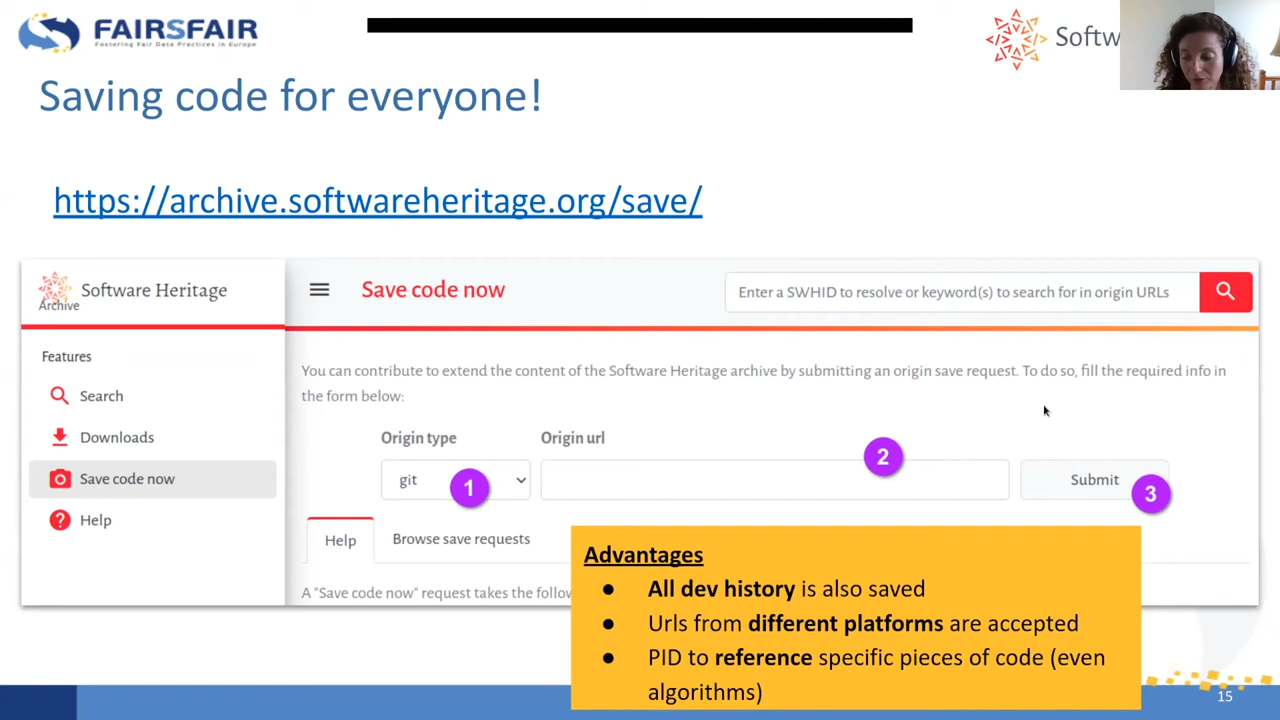 FAIRSFAIR
Fostering Fair Data Practices in Europe
Softw
Saving code for everyone!
https://archive.softwareheritage.org/save/
Software Heritage
Archive
Save code now
Enter a SWHID to resolve or keyword(s) to search for in origin URLs
Features
Search
Downloads
Save code now
Help
You can contribute to extend the content of the Software Heritage archive by submitting an origin save request. To do so, fill the required info in
the form below:
Origin type
Origin url
git
1
2
Submit
3
Help
Browse save requests
A "Save code now" request takes the follow
Advantages
● All dev history is also saved
● Urls from different platforms are accepted
● PID to reference specific pieces of code (even
algorithms)
15